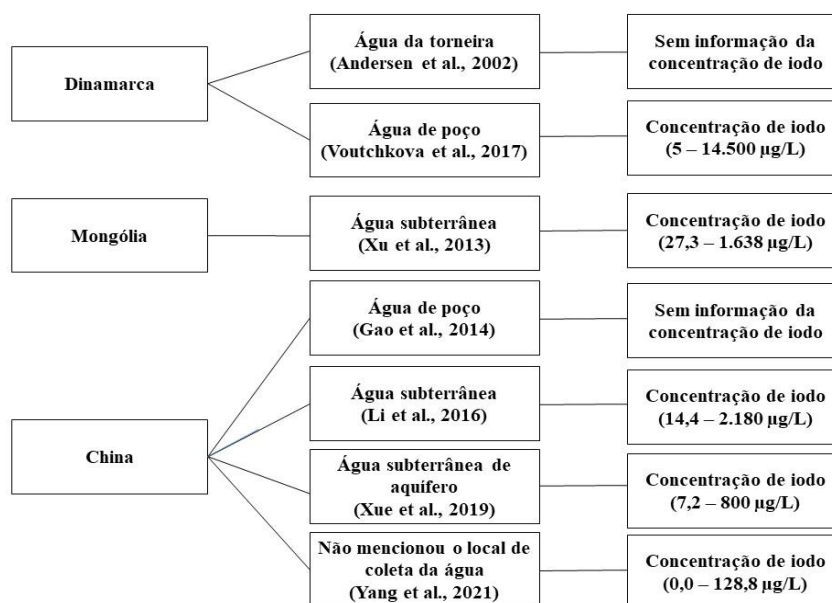 Dinamarca
Água da torneira
(Andersen et al., 2002)
Sem informação da
concentração de iodo
Água de poço
(Voutchkova et al., 2017)
Concentração de iodo
(5 – 14.500 µg/L)
Mongólia
Água subterrânea
(Xu et al., 2013)
Concentração de iodo
(27,3 – 1.638 µg/L)
China
Água de poço
(Gao et al., 2014)
Sem informação da
concentração de iodo
Água subterrânea
(Li et al., 2016)
Concentração de iodo
(14,4 – 2.180 µg/L)
Água subterrânea de
aquífero
(Xue et al., 2019)
Concentração de iodo
(7,2 – 800 µg/L)
Não mencionou o local de
coleta da água
(Yang et al., 2021)
Concentração de iodo
(0,0 – 128,8 µg/L)